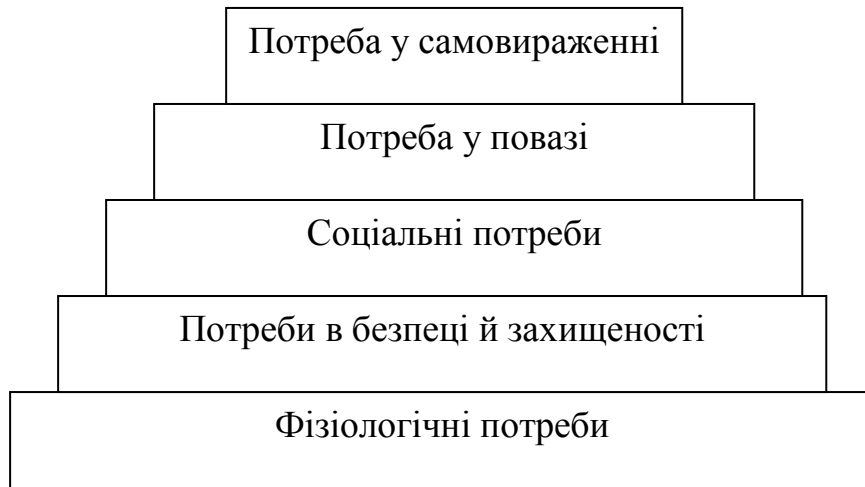 Потреба у самовираженні
Потреба у повазі
Соціальні потреби
Потреби в безпеці й захищеності
Фізіологічні потреби